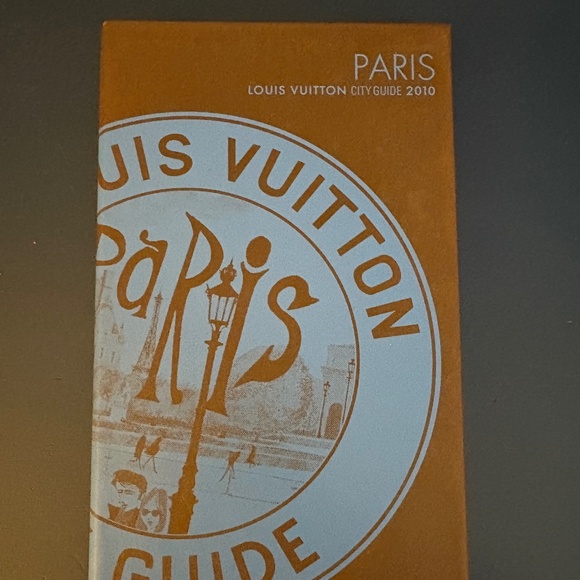 PARIS
LOUIS VUITTON CITY GUIDE 2010
UIS VUITTON
PARIS
GUIDE